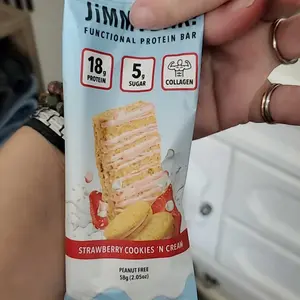 FUNCTIONAL PROTEIN BAR
18g
PROTEIN
5g
SUGAR
COLLAGEN
STRAWBERRY COOKIES 'N CREAM
PEANUT FREE
58g (2.05oz)